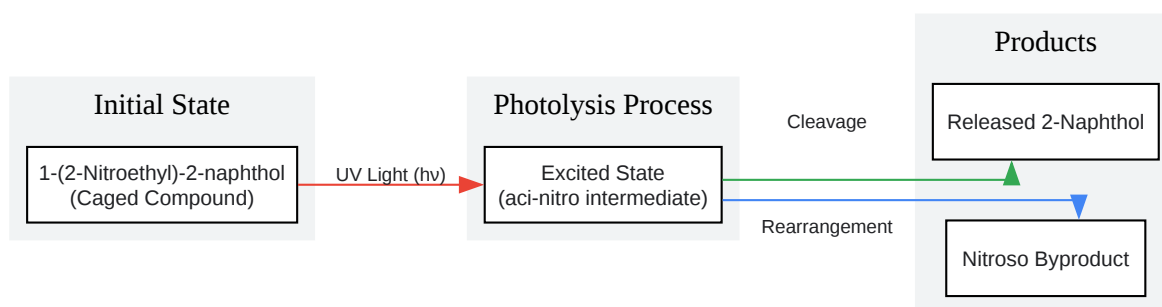 Initial State
1-(2-Nitroethyl)-2-naphthol
(Caged Compound)
UV Light (hν)
Photolysis Process
Excited State
(aci-nitro intermediate)
Cleavage
Rearrangement
Products
Released 2-Naphthol
Nitroso Byproduct